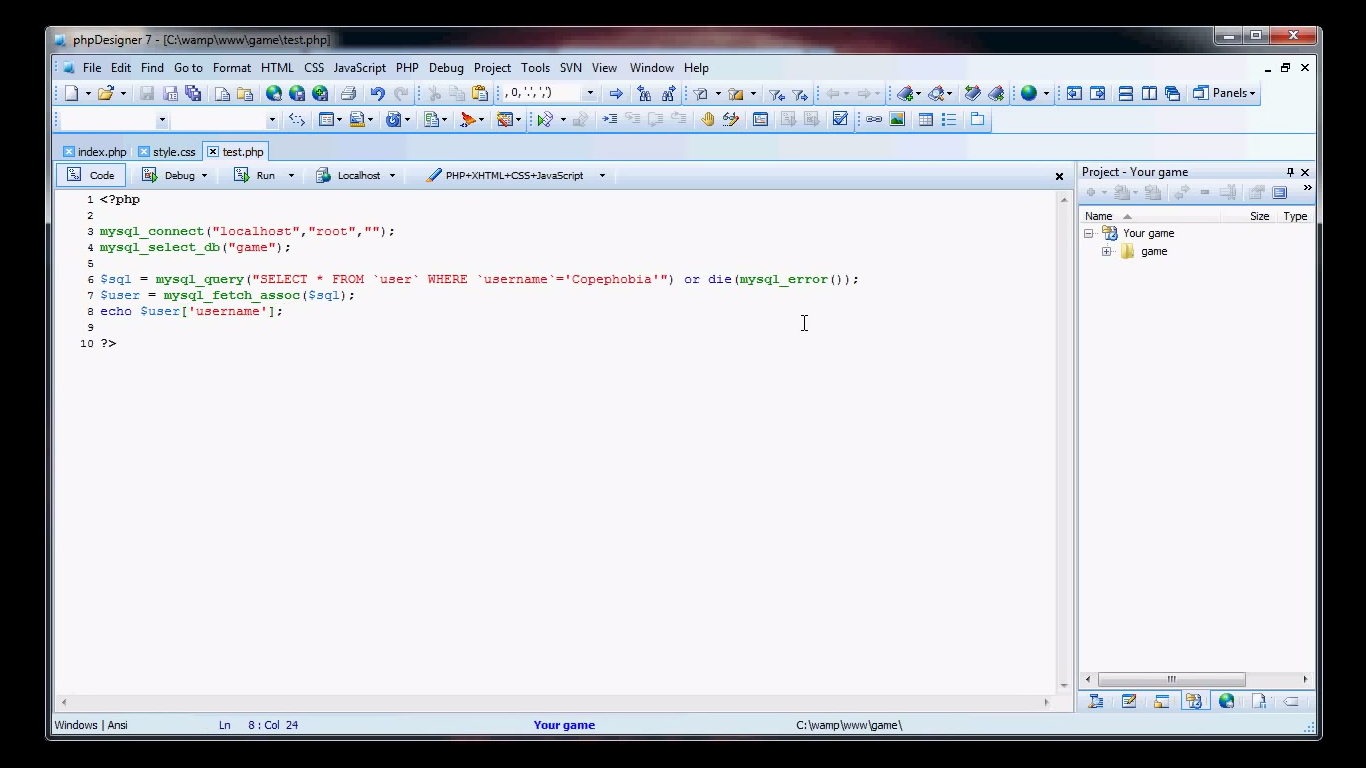 phpDesigner 7 - [C:\wamp\www\game\test.php]
File Edit Find Go to Format HTML CSS JavaScript PHP Debug Project Tools SVN View Window Help
, 0, '.', ',') Panels
index.php style.css test.php
Code Debug Run Localhost PHP+XHTML+CSS+JavaScript
Project - Your game
Name Size Type
Your game
game
1 <?php
2
3 mysql_connect("localhost","root","");
4 mysql_select_db("game");
5
6 $sql = mysql_query("SELECT * FROM `user` WHERE `username`='Copephobia'") or die(mysql_error());
7 $user = mysql_fetch_assoc($sql);
8 echo $user['username'];
9
10 ?>
Windows | Ansi Ln 8 : Col 24 Your game C:\wamp\www\game\